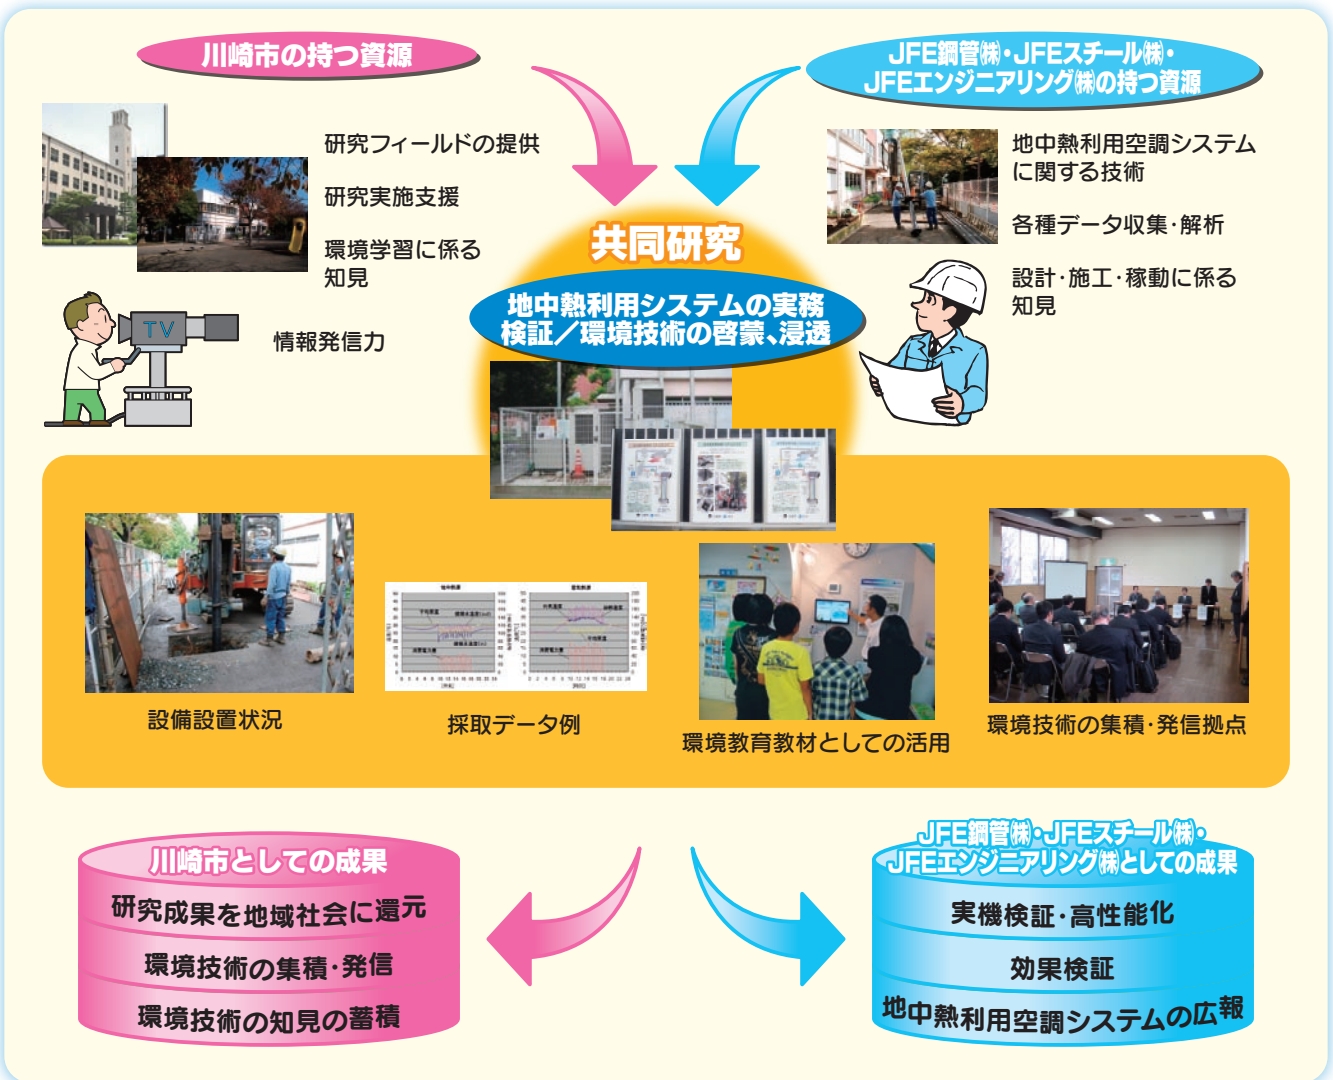 川崎市の持つ資源
JFE鋼管㈱・JFEスチール㈱・
JFEエンジニアリング㈱の持つ資源
研究フィールドの提供
研究実施支援
環境学習に係る
知見
TV
情報発信力
地中熱利用空調システム
に関する技術
各種データ収集・解析
設計・施工・稼動に係る
知見
共同研究
地中熱利用システムの実務
検証／環境技術の啓蒙、浸透
設備設置状況
採取データ例
環境教育教材としての活用
環境技術の集積・発信拠点
川崎市としての成果
研究成果を地域社会に還元
環境技術の集積・発信
環境技術の知見の蓄積
JFE鋼管㈱・JFEスチール㈱・
JFEエンジニアリング㈱としての成果
実機検証・高性能化
効果検証
地中熱利用空調システムの広報